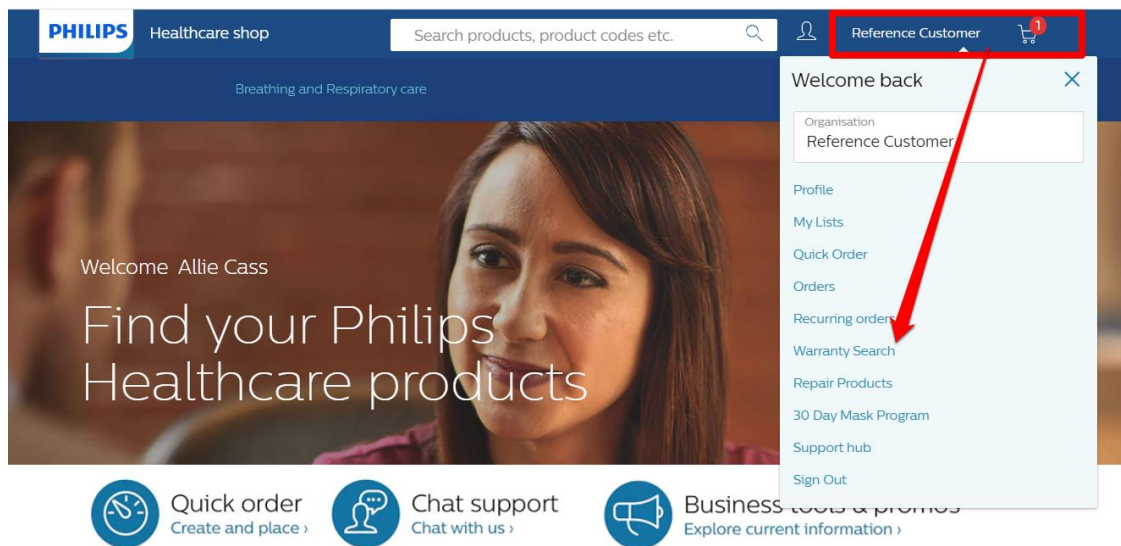 PHILIPS
Healthcare shop
Search products, product codes etc.
Reference Customer
1
Breathing and Respiratory care
Welcome back
Organisation
Reference Customer
Profile
My Lists
Quick Order
Orders
Recurring orders
Warranty Search
Repair Products
30 Day Mask Program
Support hub
Sign Out
Welcome Allie Cass
Find your Philips
Healthcare products
Quick order
Create and place ›
Chat support
Chat with us ›
Business tools & promos
Explore current information ›